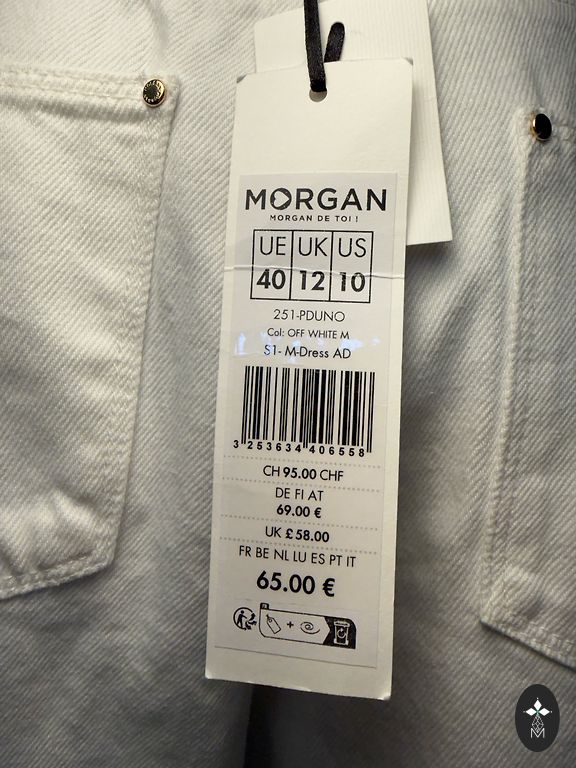 MORGAN
MORGAN DE TOI !
UE UK US
40 12 10
251-PDUNO
Col: OFF WHITE M
S1- M-Dress AD
3 253634 406558
CH 95.00 CHF
DE FI AT
69.00 €
UK £58.00
FR BE NL LU ES PT IT
65.00 €
FR
+
M